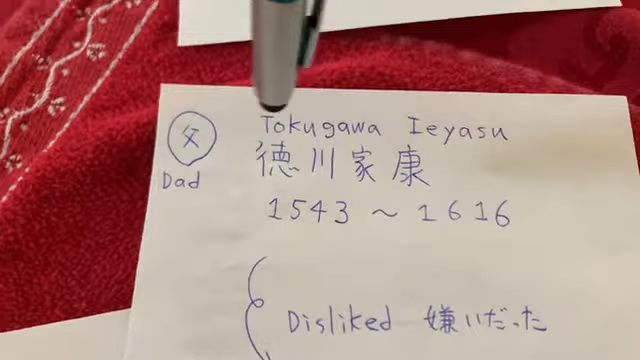 父
Dad
Tokugawa Ieyasu
徳川家康
1543 ~ 1616
Disliked 嫌いだった